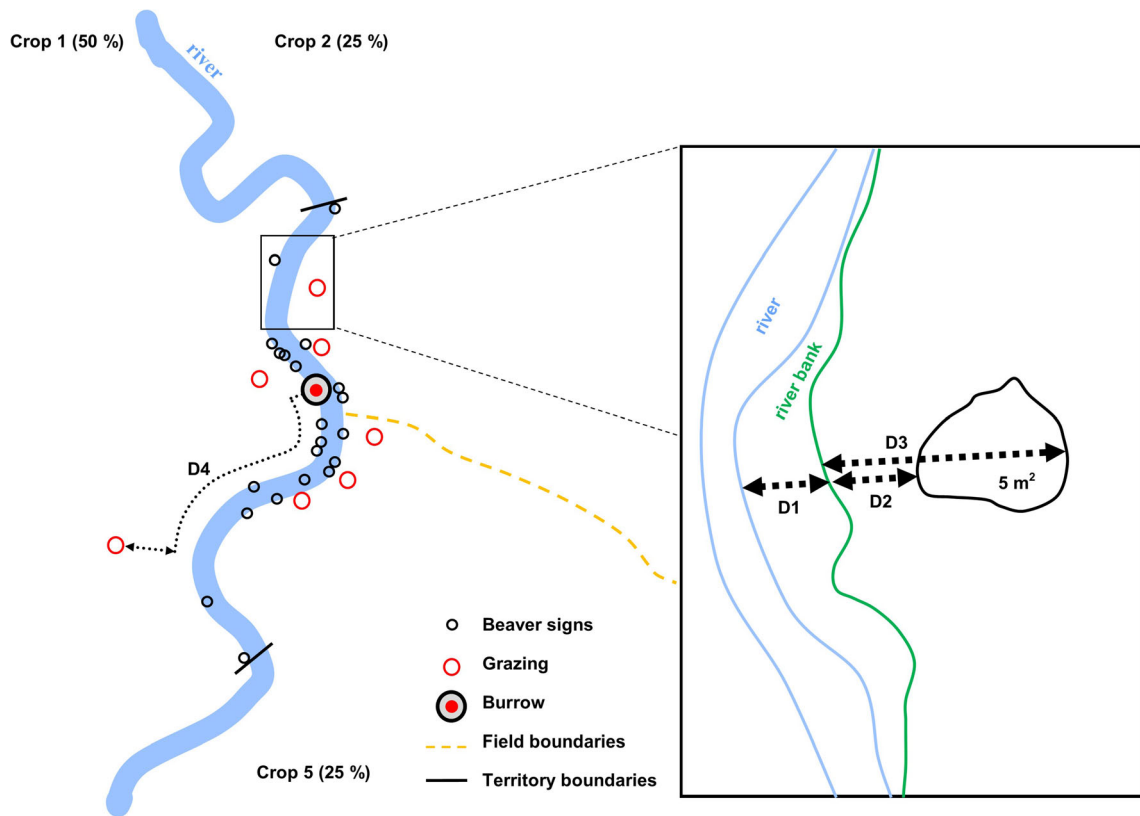 Crop 1 (50 %)
Crop 2 (25 %)
river
D4
Crop 5 (25 %)
Beaver signs
Grazing
Burrow
Field boundaries
Territory boundaries
river
river bank
D3
D1
D2
5 m²